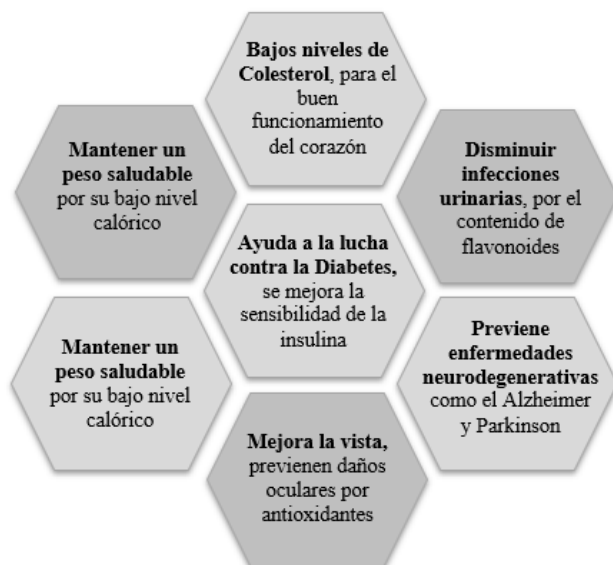 Bajos niveles de
Colesterol, para el
buen
funcionamiento
del corazón
Mantener un
peso saludable
por su bajo nivel
calórico
Disminuir
infecciones
urinarias, por el
contenido de
flavonoides
Ayuda a la lucha
contra la Diabetes,
se mejora la
sensibilidad de la
insulina
Mantener un
peso saludable
por su bajo nivel
calórico
Previene
enfermedades
neurodegenerativas
como el Alzheimer
y Parkinson
Mejora la vista,
previenen daños
oculares por
antioxidantes